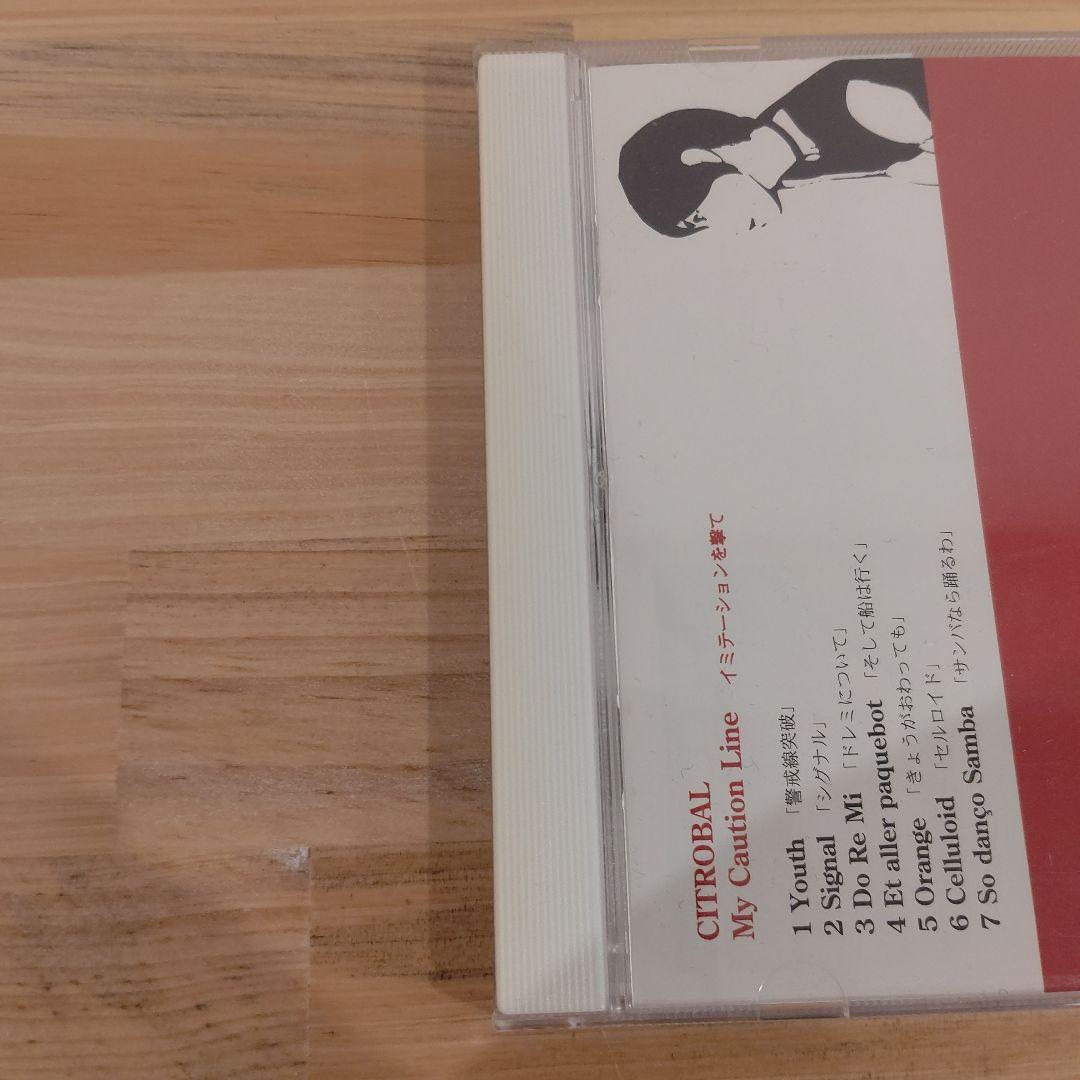 CITROBAL
My Caution Line イミテーションを撃て
1 Youth 「警戒線突破」
2 Signal 「シグナル」
3 Do Re Mi 「ドレミについて」
4 Et aller paquebot 「そして船は行く」
5 Orange 「きょうがおわっても」
6 Celluloid 「セルロイド」
7 So danço Samba 「サンバなら踊るわ」